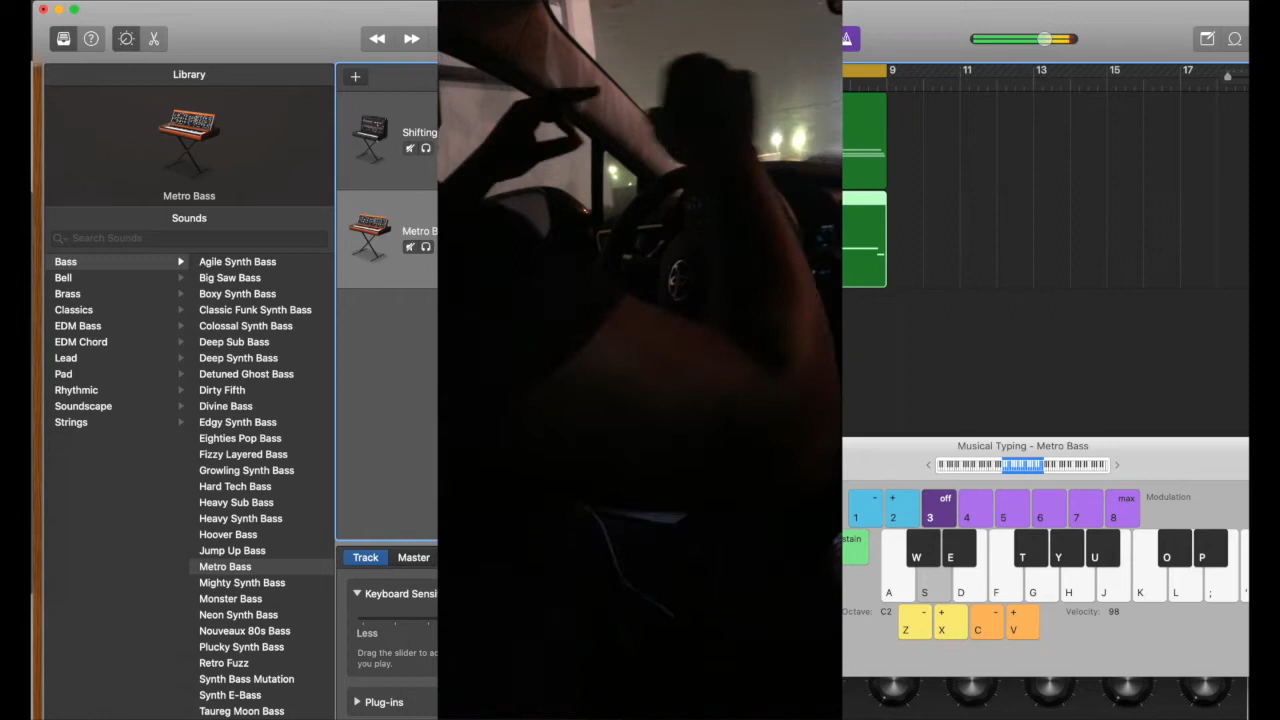 Library
Metro Bass
Sounds
Search Sounds
Bass
Bell
Brass
Classics
EDM Bass
EDM Chord
Lead
Pad
Rhythmic
Soundscape
Strings
Agile Synth Bass
Big Saw Bass
Boxy Synth Bass
Classic Funk Synth Bass
Colossal Synth Bass
Deep Sub Bass
Deep Synth Bass
Detuned Ghost Bass
Dirty Fifth
Divine Bass
Edgy Synth Bass
Eighties Pop Bass
Fizzy Layered Bass
Growling Synth Bass
Hard Tech Bass
Heavy Sub Bass
Heavy Synth Bass
Hoover Bass
Jump Up Bass
Metro Bass
Mighty Synth Bass
Monster Bass
Neon Synth Bass
Nouveaux 80s Bass
Plucky Synth Bass
Retro Fuzz
Synth Bass Mutation
Synth E-Bass
Taureg Moon Bass
Shifting
Metro B
Track Master
Keyboard Sensi
Less
Drag the slider to ad
you play.
Plug-ins
9 11 13 15 17
Musical Typing - Metro Bass
- + off max Modulation
1 2 3 4 5 6 7 8
stain
W E T Y U O P
A S D F G H J K L ; '
Octave: C2 - + - + Velocity: 98
Z X C V